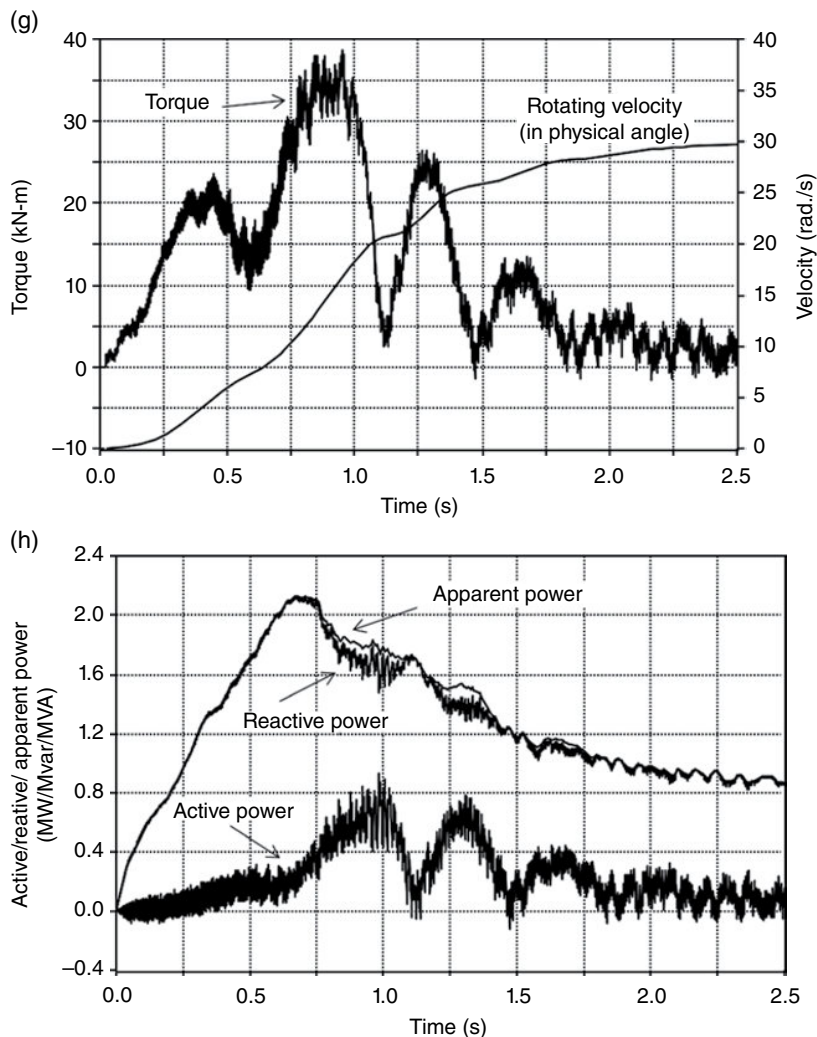 (g)
40
30
20
10
0
–10
Torque (kN-m)
Torque
Rotating velocity
(in physical angle)
40
35
30
25
20
15
10
5
0
Velocity (rad./s)
0.0
0.5
1.0
1.5
2.0
2.5
Time (s)
(h)
2.4
2.0
1.6
1.2
0.8
0.4
0.0
–0.4
Active/reative/ apparent power
(MW/Mvar/MVA)
Apparent power
Reactive power
Active power
0.0
0.5
1.0
1.5
2.0
2.5
Time (s)